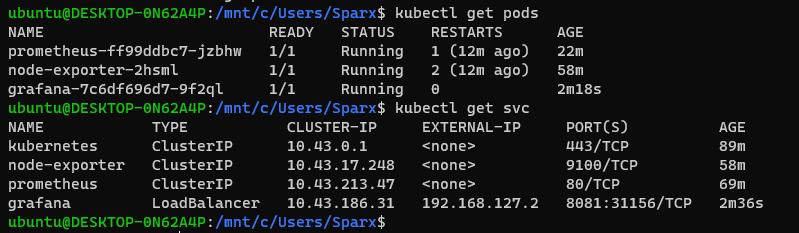 ubuntu@DESKTOP-0N62A4P:/mnt/c/Users/Sparx$ kubectl get pods
NAME READY STATUS RESTARTS AGE
prometheus-ff99ddbc7-jzbhw 1/1 Running 1 (12m ago) 22m
node-exporter-2hsml 1/1 Running 2 (12m ago) 58m
grafana-7c6df696d7-9f2ql 1/1 Running 0 2m18s
ubuntu@DESKTOP-0N62A4P:/mnt/c/Users/Sparx$ kubectl get svc
NAME TYPE CLUSTER-IP EXTERNAL-IP PORT(S) AGE
kubernetes ClusterIP 10.43.0.1 <none> 443/TCP 89m
node-exporter ClusterIP 10.43.17.248 <none> 9100/TCP 58m
prometheus ClusterIP 10.43.213.47 <none> 80/TCP 69m
grafana LoadBalancer 10.43.186.31 192.168.127.2 8081:31156/TCP 2m36s
ubuntu@DESKTOP-0N62A4P:/mnt/c/Users/Sparx$